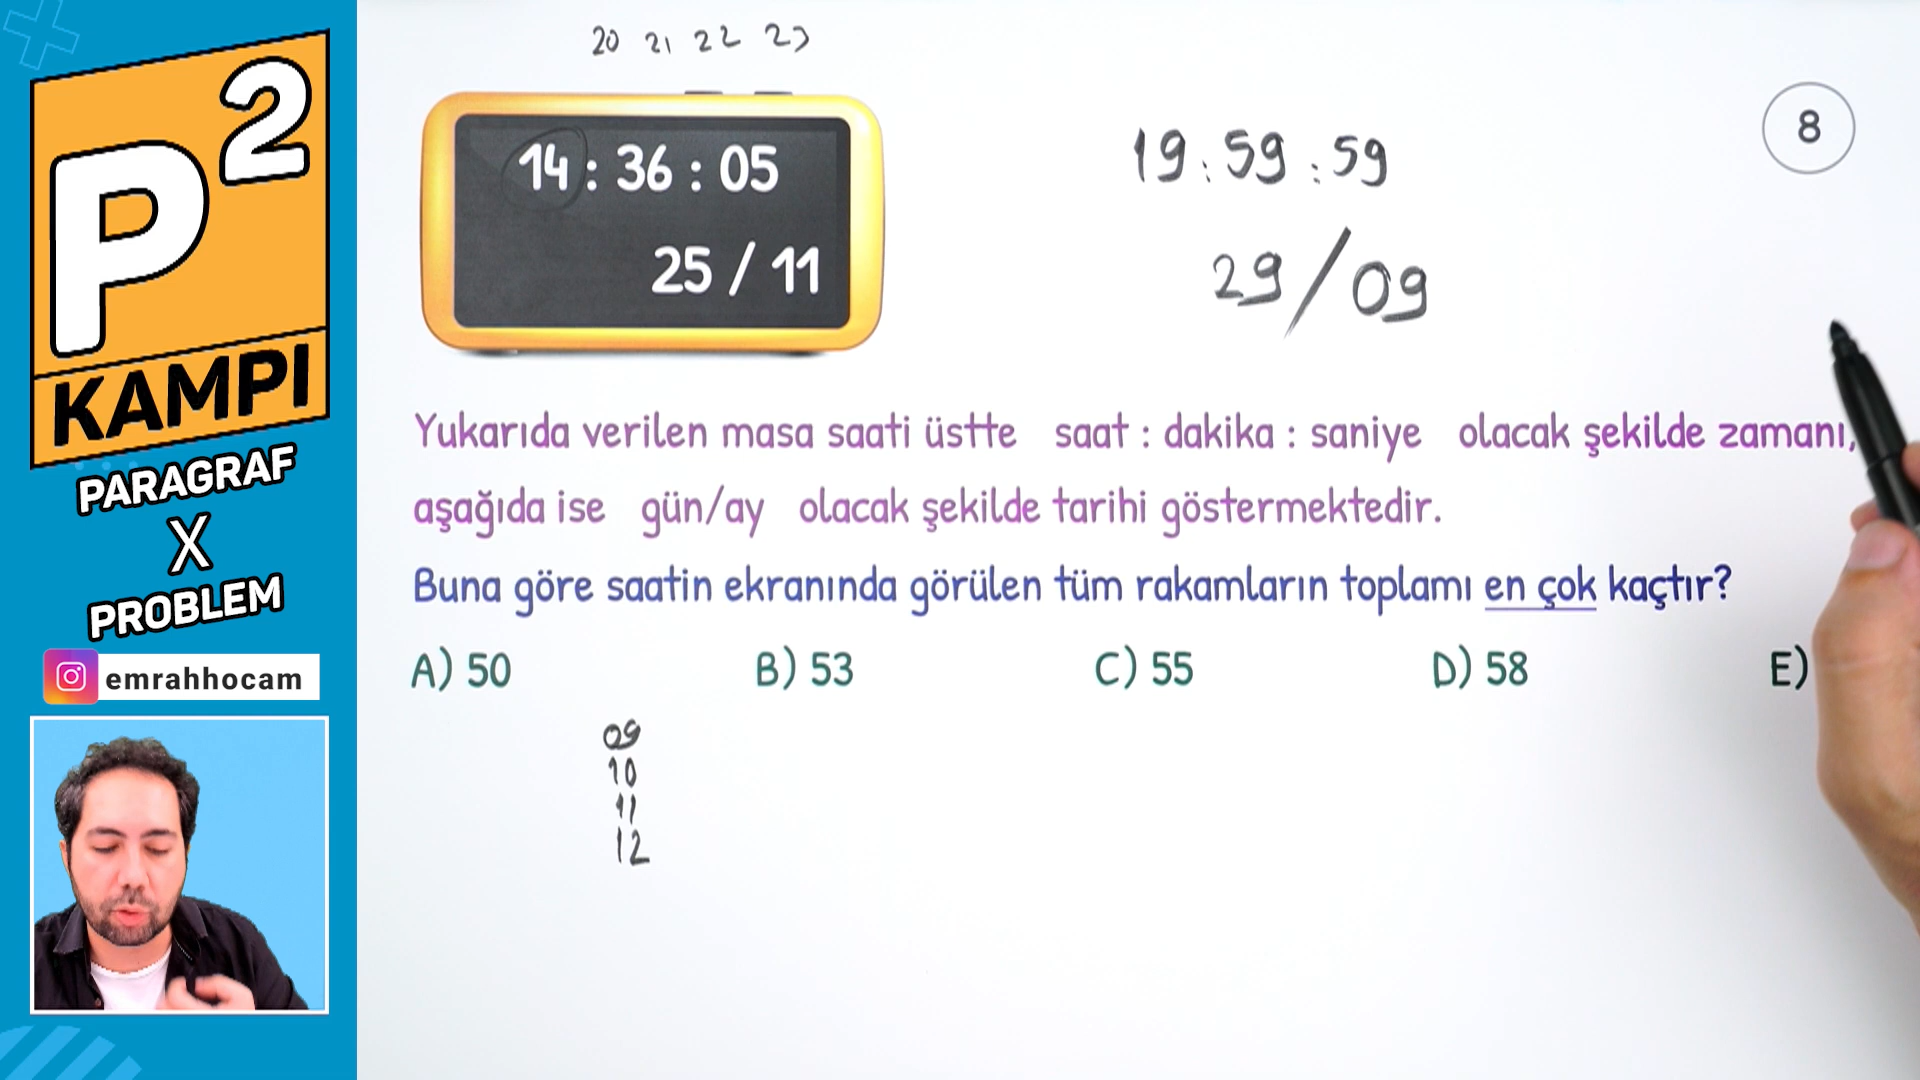 P²
KAMPI
PARAGRAF
X
PROBLEM
emrahhocam
20 21 22 23
14 : 36 : 05
25 / 11
19 : 59 : 59
29 / 09
8
Yukarıda verilen masa saati üstte saat : dakika : saniye olacak şekilde zamanı,
aşağıda ise gün/ay olacak şekilde tarihi göstermektedir.
Buna göre saatin ekranında görülen tüm rakamların toplamı en çok kaçtır?
A) 50 B) 53 C) 55 D) 58 E)
09
10
11
12